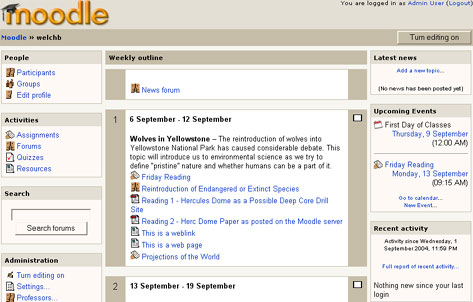 moodle
You are logged in as Admin User (Logout)
Moodle » welchb
Turn editing on
People
Participants
Groups
Edit profile
Activities
Assignments
Forums
Quizzes
Resources
Search
Search forums
Administration
Turn editing on
Settings...
Professors...
Weekly outline
News forum
1
6 September - 12 September
Wolves in Yellowstone – The reintroduction of wolves into
Yellowstone National Park has caused considerable debate. This
topic will introduce us to environmental science as we try to
define "pristine" nature and whether humans can be a part of it.
Friday Reading
Reintroduction of Endangered or Extinct Species
Reading 1 - Hercules Dome as a Possible Deep Core Drill
Site
Reading 2 - Herc Dome Paper as posted on the Moodle server
This is a weblink
This is a web page
Projections of the World
2
13 September - 19 September
Latest news
Add a new topic...
(No news has been posted yet)
Upcoming Events
First Day of Classes
Thursday, 9 September
(12:00 AM)
Friday Reading
Monday, 13 September
(09:15 AM)
Go to calendar...
New Event...
Recent activity
Activity since Wednesday, 1
September 2004, 11:59 PM
Full report of recent activity...
Nothing new since your last
login